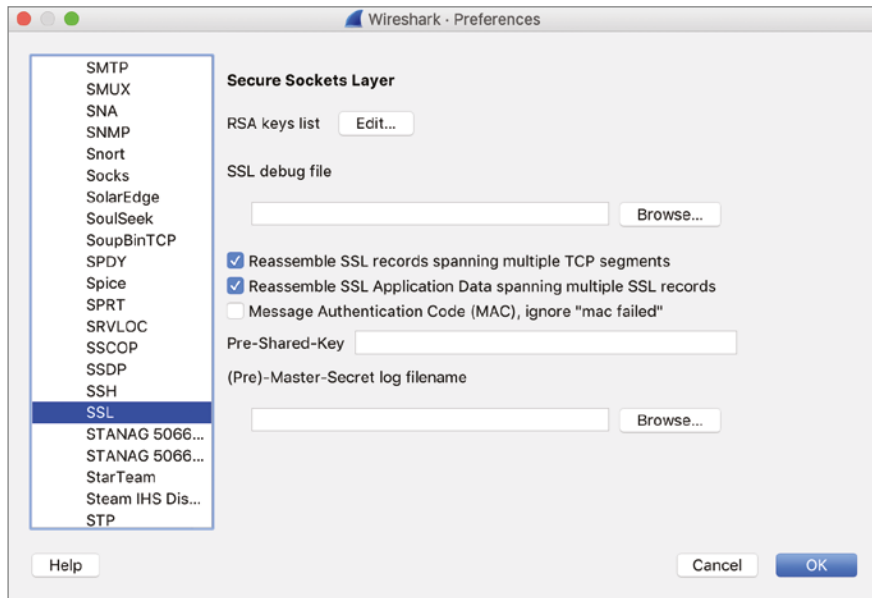 Wireshark · Preferences
SMTP
SMUX
SNA
SNMP
Snort
Socks
SolarEdge
SoulSeek
SoupBinTCP
SPDY
Spice
SPRT
SRVLOC
SSCOP
SSDP
SSH
SSL
STANAG 5066...
STANAG 5066...
StarTeam
Steam IHS Dis...
STP
Secure Sockets Layer
RSA keys list Edit...
SSL debug file
Browse...
Reassemble SSL records spanning multiple TCP segments
Reassemble SSL Application Data spanning multiple SSL records
Message Authentication Code (MAC), ignore "mac failed"
Pre-Shared-Key
(Pre)-Master-Secret log filename
Browse...
Help Cancel OK